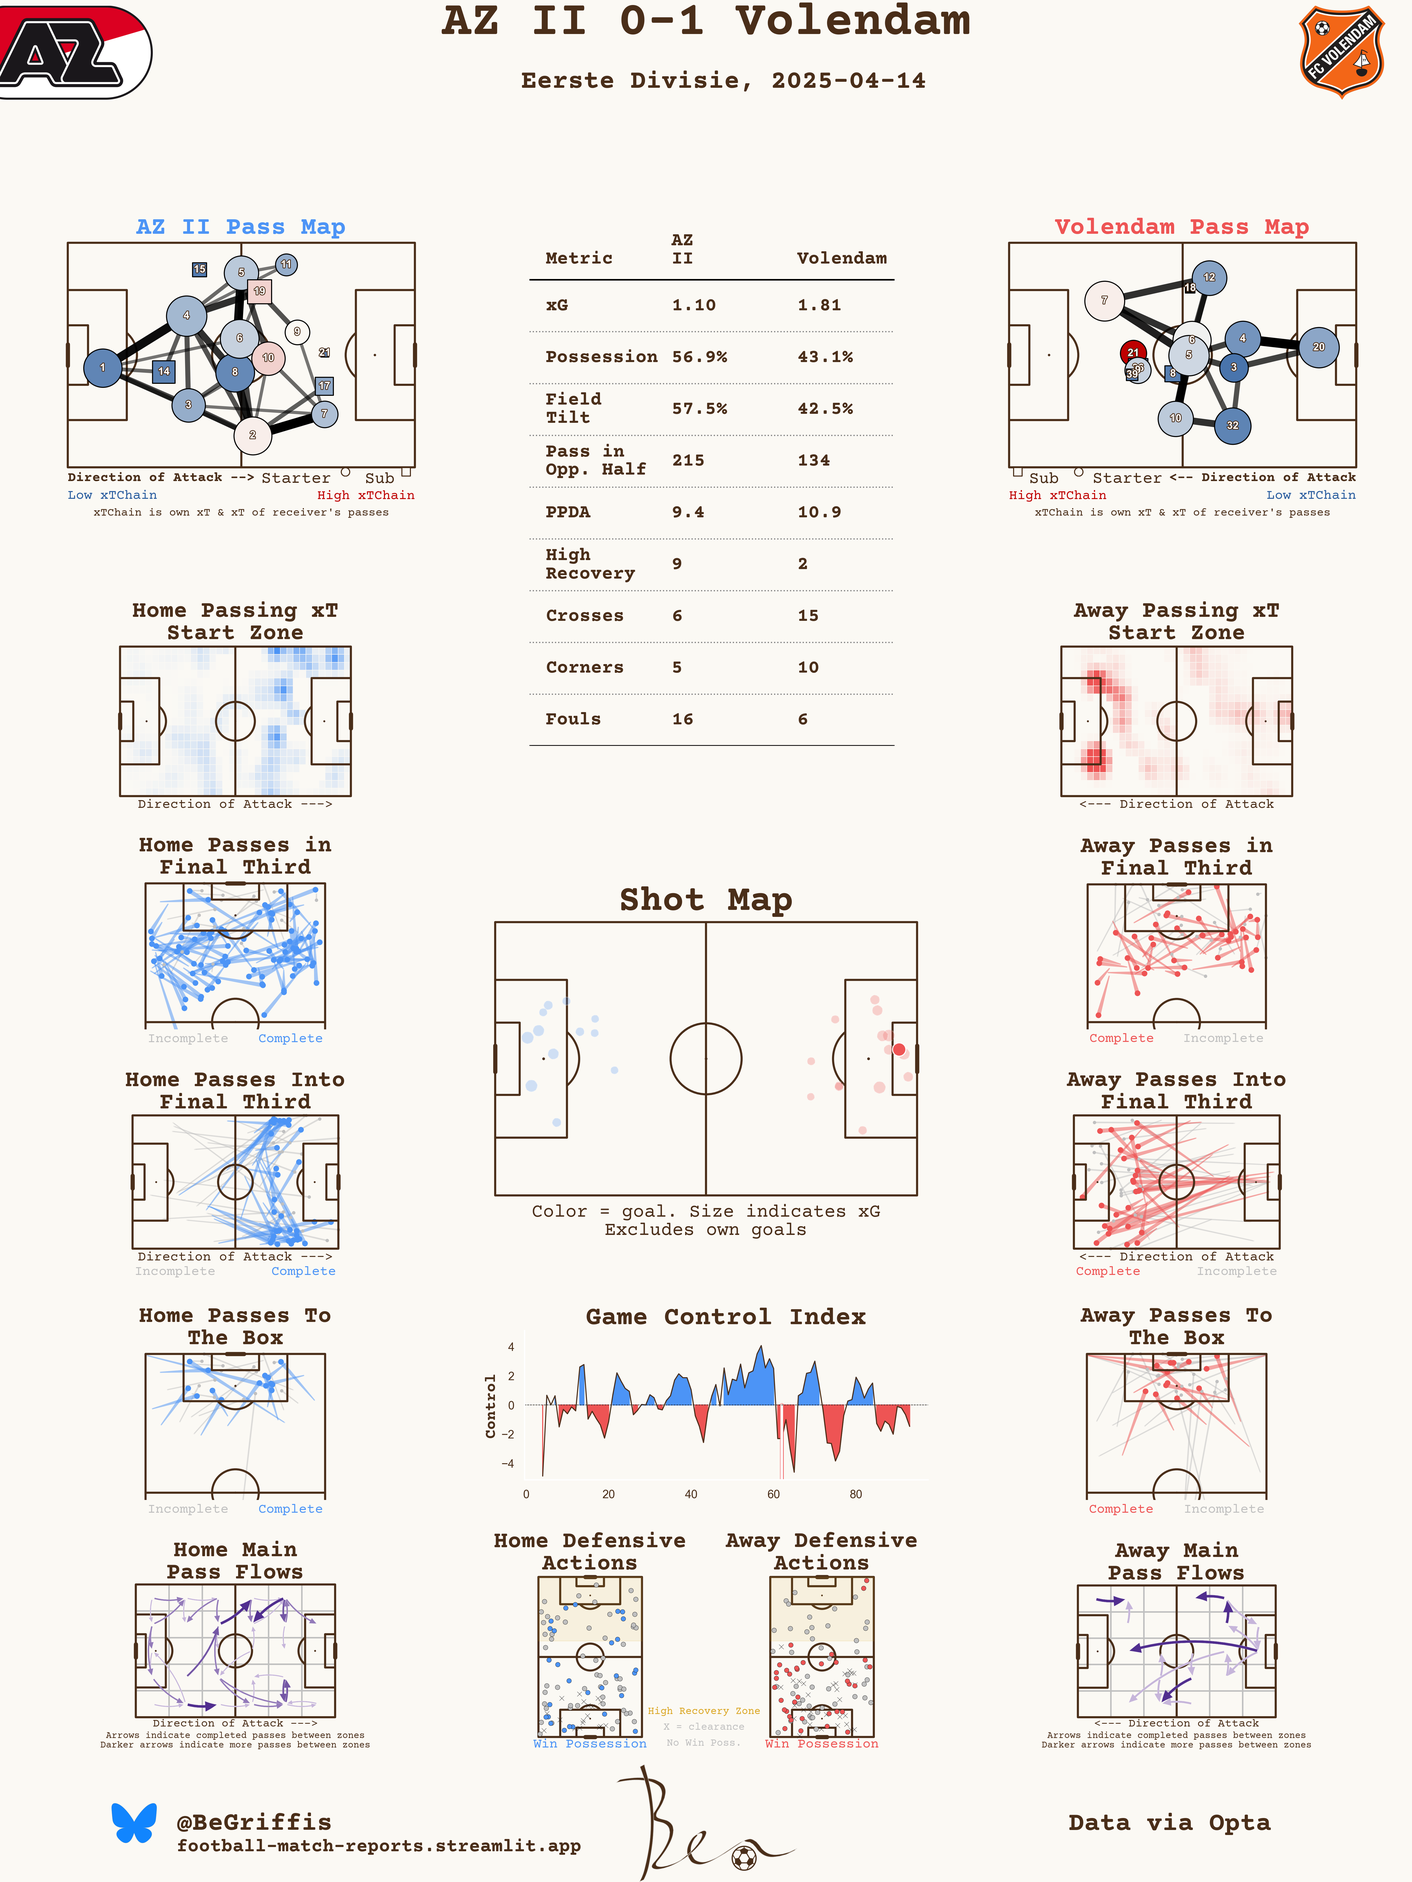 AZ II 0-1 Volendam
Eerste Divisie, 2025-04-14
AZ
FC VOLENDAM
AZ II Pass Map
15
5
11
19
4
6
9
10
21
1
14
8
17
3
7
2
Direction of Attack --> Starter Sub
Low xTChain High xTChain
xTChain is own xT & xT of receiver's passes
Metric AZ II Volendam
xG 1.10 1.81
Possession 56.9% 43.1%
Field Tilt 57.5% 42.5%
Pass in Opp. Half 215 134
PPDA 9.4 10.9
High Recovery 9 2
Crosses 6 15
Corners 5 10
Fouls 16 6
Volendam Pass Map
12
18
7
6
4
5
20
21
3
39
8
10
32
Sub Starter <-- Direction of Attack
High xTChain Low xTChain
xTChain is own xT & xT of receiver's passes
Home Passing xT
Start Zone
Direction of Attack --->
Away Passing xT
Start Zone
<--- Direction of Attack
Home Passes in
Final Third
Incomplete Complete
Away Passes in
Final Third
Complete Incomplete
Shot Map
Color = goal. Size indicates xG
Excludes own goals
Home Passes Into
Final Third
Direction of Attack --->
Incomplete Complete
Away Passes Into
Final Third
<--- Direction of Attack
Complete Incomplete
Home Passes To
The Box
Incomplete Complete
Game Control Index
Control
4
2
0
−2
−4
0 20 40 60 80
Away Passes To
The Box
Complete Incomplete
Home Main
Pass Flows
Direction of Attack --->
Arrows indicate completed passes between zones
Darker arrows indicate more passes between zones
Home Defensive
Actions
Win Possession
High Recovery Zone
X = clearance
No Win Poss.
Away Defensive
Actions
Win Possession
Away Main
Pass Flows
<--- Direction of Attack
Arrows indicate completed passes between zones
Darker arrows indicate more passes between zones
@BeGriffis
football-match-reports.streamlit.app
Ben
Data via Opta